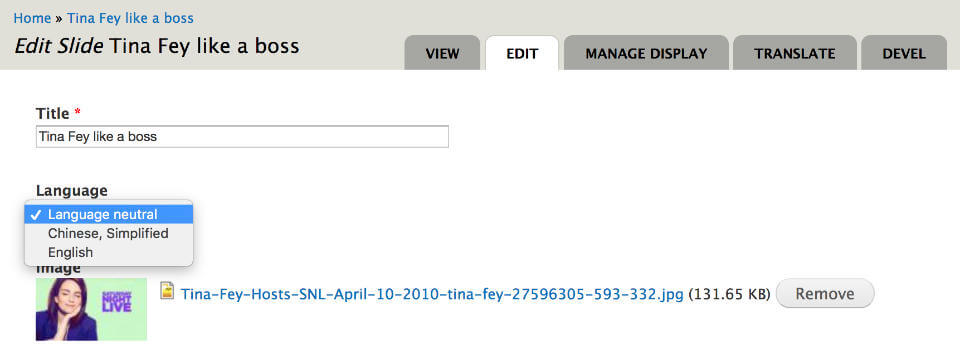 Home » Tina Fey like a boss
Edit Slide Tina Fey like a boss
VIEW EDIT MANAGE DISPLAY TRANSLATE DEVEL
Title *
Tina Fey like a boss
Language
✓ Language neutral
Chinese, Simplified
English
Image
SATURDAY
NIGHT
LIVE
Tina-Fey-Hosts-SNL-April-10-2010-tina-fey-27596305-593-332.jpg (131.65 KB) Remove